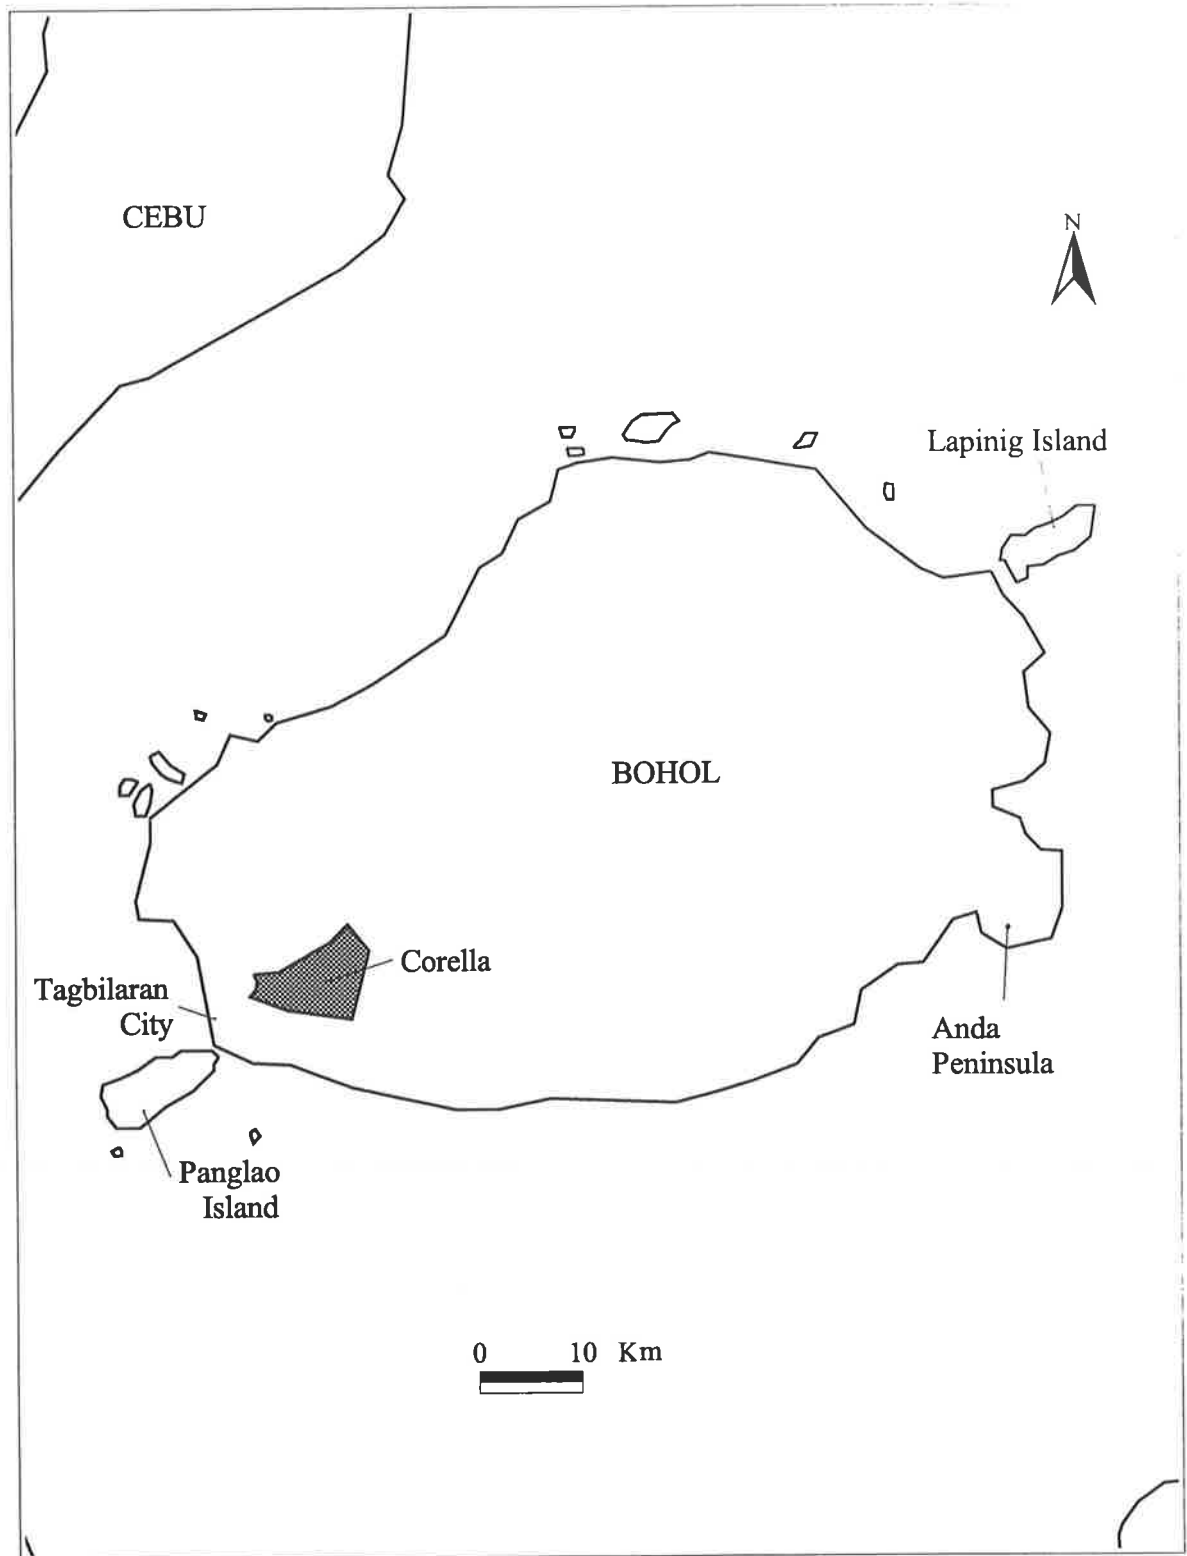 CEBU
N
Lapinig Island
BOHOL
Corella
Tagbilaran
City
Anda
Peninsula
Panglao
Island
0 10 Km